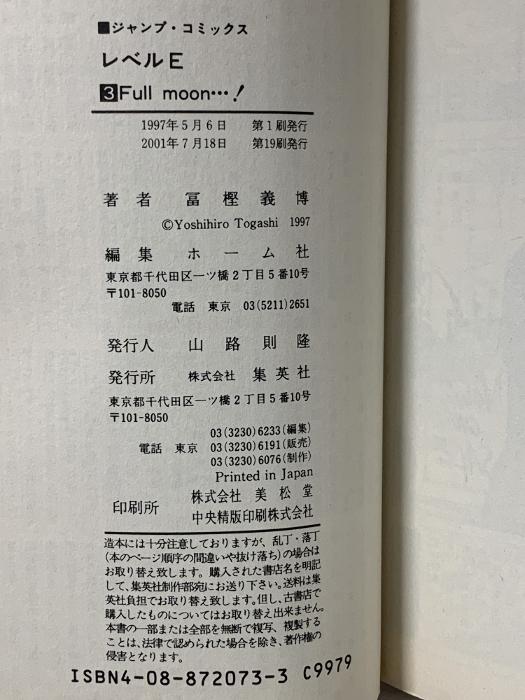 ■ジャンプ・コミックス
レベルE
3 Full moon…!
1997年5月6日 第1刷発行
2001年7月18日 第19刷発行
著者 冨樫義博
©Yoshihiro Togashi 1997
編集 ホーム社
東京都千代田区一ツ橋2丁目5番10号
〒101-8050
電話 東京 03(5211)2651
発行人 山路則隆
発行所 株式会社 集英社
東京都千代田区一ツ橋2丁目5番10号
〒101-8050
03(3230)6233(編集)
電話 東京 03(3230)6191(販売)
03(3230)6076(制作)
Printed in Japan
印刷所 株式会社 美松堂
中央精版印刷株式会社
造本には十分注意しておりますが、乱丁・落丁
(本のページ順序の間違いや抜け落ち)の場合は
お取り替え致します。購入された書店名を明記
して、集英社制作部宛にお送り下さい。送料は集
英社負担でお取り替え致します。但し、古書店で
購入したものについてはお取り替え出来ません。
本書の一部または全部を無断で複写、複製する
ことは、法律で認められた場合を除き、著作権の
侵害となります。
ISBN4-08-872073-3 C9979